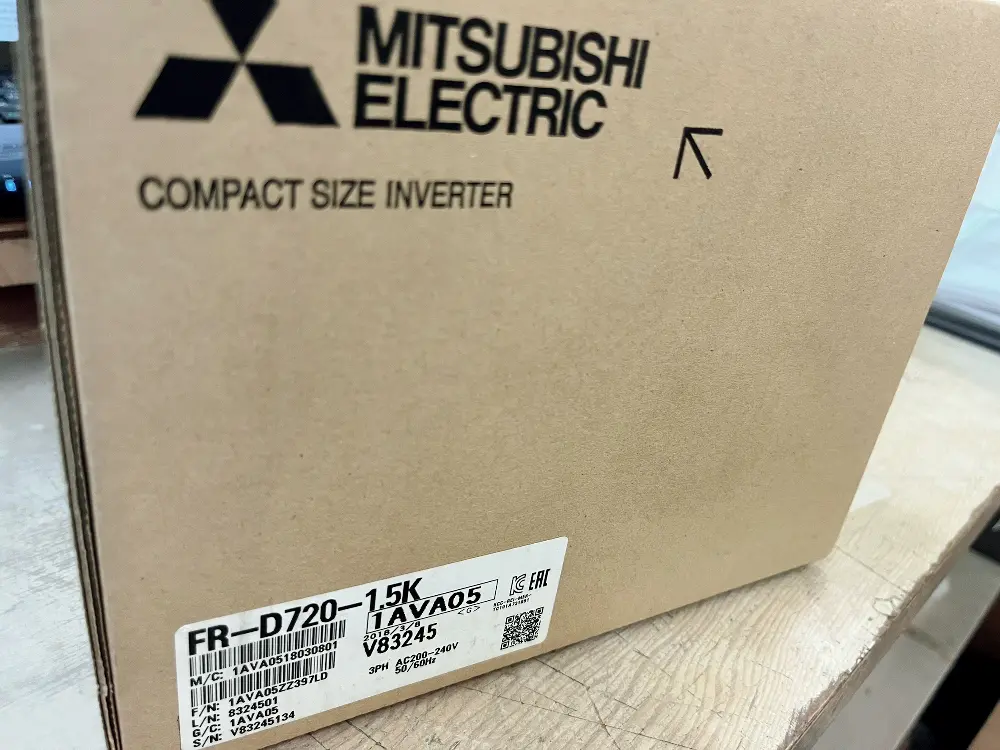 MITSUBISHI
ELECTRIC
COMPACT SIZE INVERTER
FR-D720-1.5K
1AVA05
<G>
2018/3/8
V83245
3PH AC200-240V
50/60Hz
EAC
M/C: 1AVA0518030801
F/N: 1AVA05ZZ397LD
L/N: 8324501
G/C: 1AVA05
S/N: V83245134